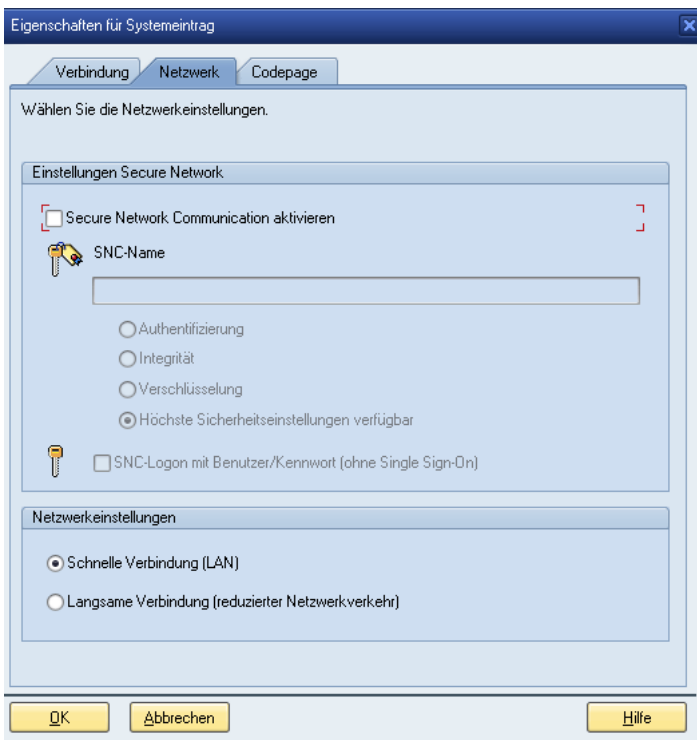 Eigenschaften für Systemeintrag
Verbindung
Netzwerk
Codepage
Wählen Sie die Netzwerkeinstellungen.
Einstellungen Secure Network
Secure Network Communication aktivieren
SNC-Name
Authentifizierung
Integrität
Verschlüsselung
Höchste Sicherheitseinstellungen verfügbar
SNC-Logon mit Benutzer/Kennwort (ohne Single Sign-On)
Netzwerkeinstellungen
Schnelle Verbindung (LAN)
Langsame Verbindung (reduzierter Netzwerkverkehr)
OK
Abbrechen
Hilfe